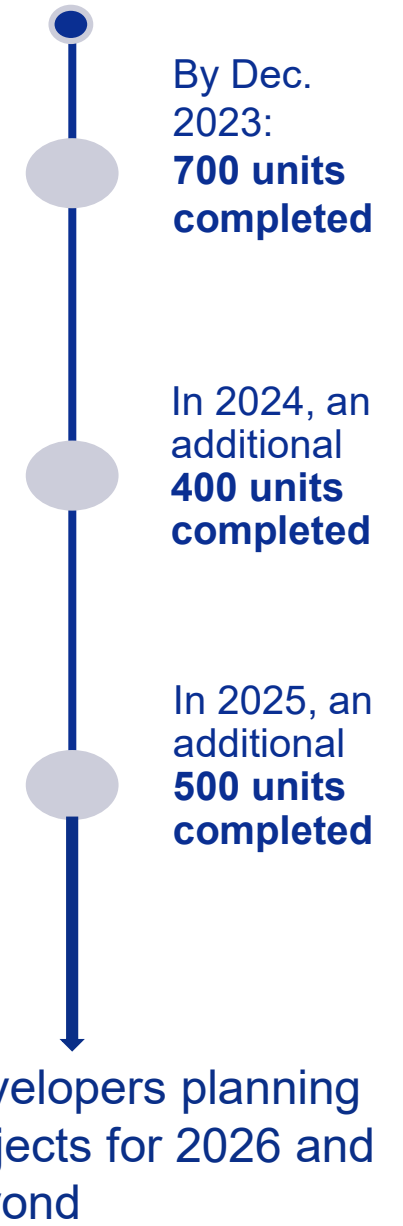 By Dec.
2023:
700 units
completed
In 2024, an
additional
400 units
completed
In 2025, an
additional
500 units
completed
velopers planning
jects for 2026 and
yond